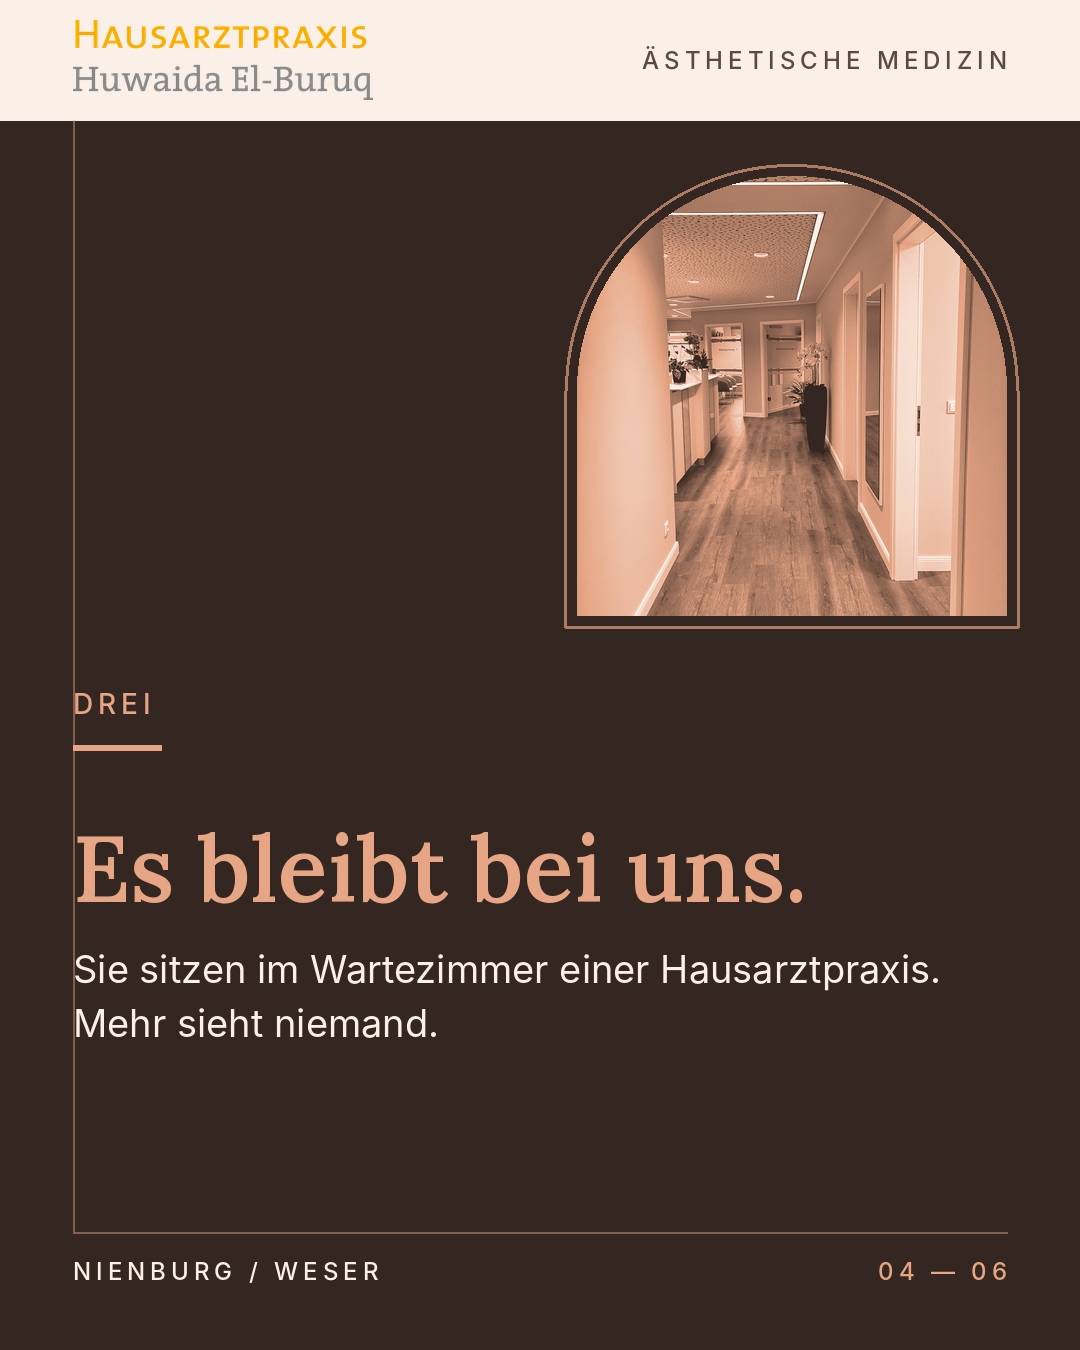 HAUSARZTPRAXIS
Huwaida El-Buruq
ÄSTHETISCHE MEDIZIN
DREI
Es bleibt bei uns.
Sie sitzen im Wartezimmer einer Hausarztpraxis.
Mehr sieht niemand.
NIENBURG / WESER
04 — 06